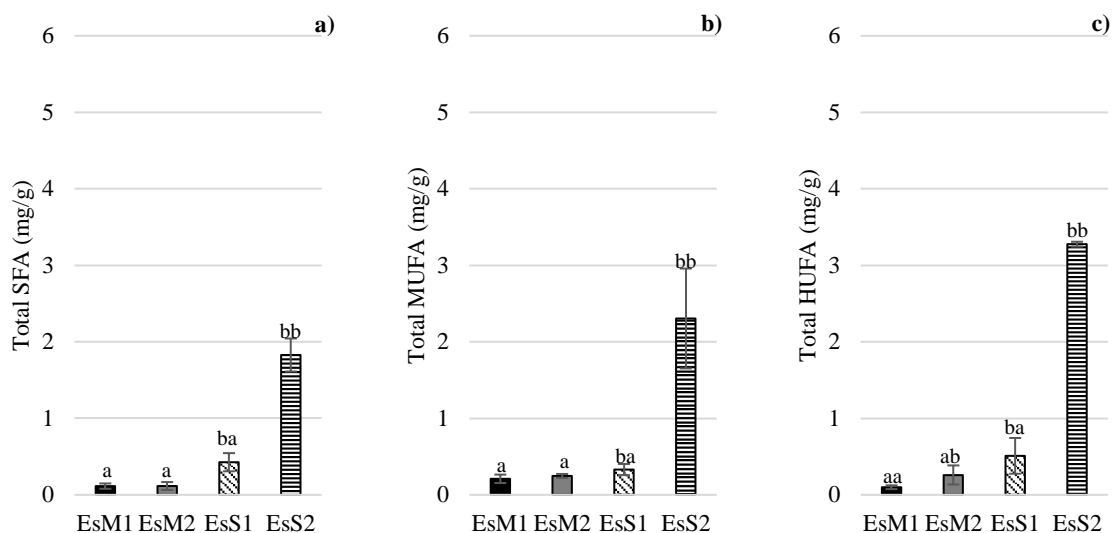 a)
6
5
4
3
2
1
0
Total SFA (mg/g)
a
a
ba
bb
EsM1 EsM2 EsS1 EsS2
b)
6
5
4
3
2
1
0
Total MUFA (mg/g)
a
a
ba
bb
EsM1 EsM2 EsS1 EsS2
c)
6
5
4
3
2
1
0
Total HUFA (mg/g)
aa
ab
ba
bb
EsM1 EsM2 EsS1 EsS2